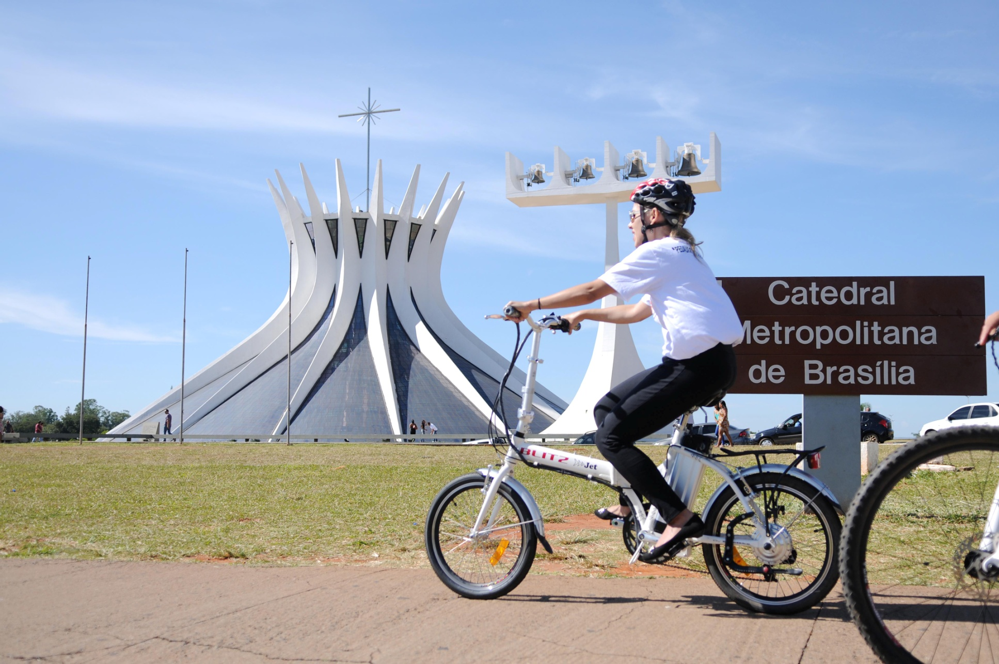 Catedral
Metropolitana
de Brasília
BLITZ Jet